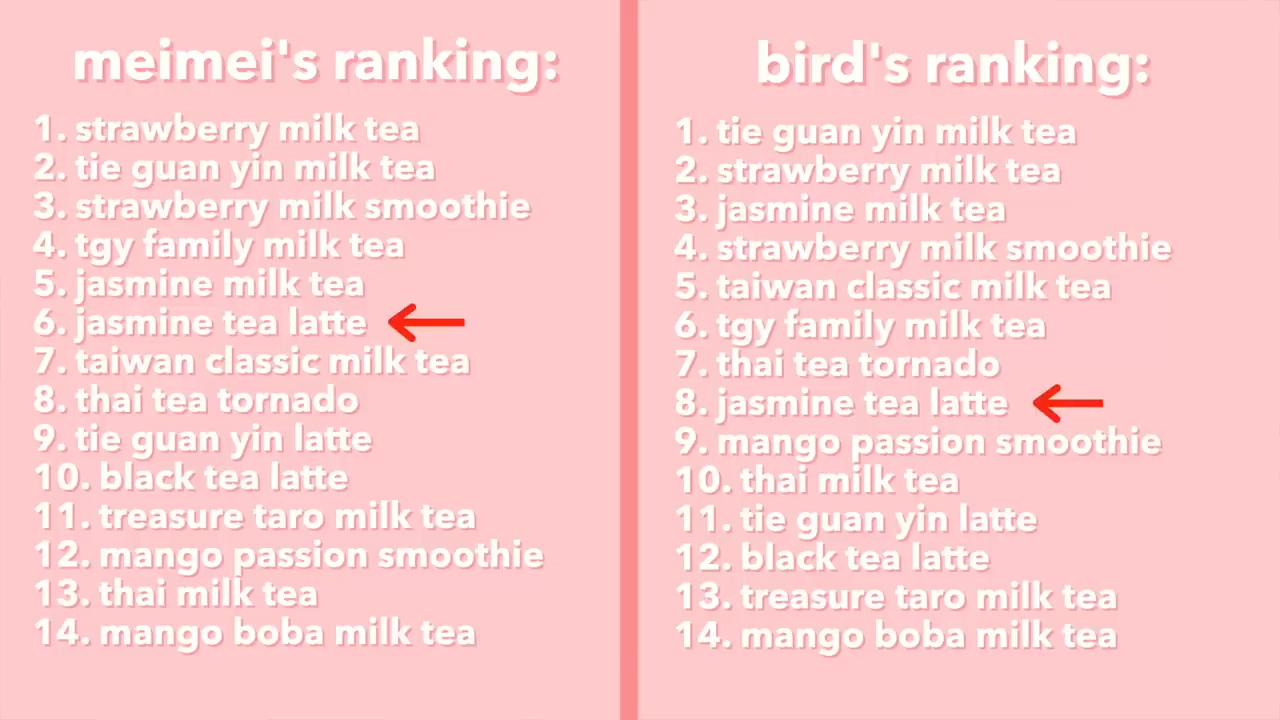 meimei's ranking:
1. strawberry milk tea
2. tie guan yin milk tea
3. strawberry milk smoothie
4. tgy family milk tea
5. jasmine milk tea
6. jasmine tea latte
7. taiwan classic milk tea
8. thai tea tornado
9. tie guan yin latte
10. black tea latte
11. treasure taro milk tea
12. mango passion smoothie
13. thai milk tea
14. mango boba milk tea
bird's ranking:
1. tie guan yin milk tea
2. strawberry milk tea
3. jasmine milk tea
4. strawberry milk smoothie
5. taiwan classic milk tea
6. tgy family milk tea
7. thai tea tornado
8. jasmine tea latte
9. mango passion smoothie
10. thai milk tea
11. tie guan yin latte
12. black tea latte
13. treasure taro milk tea
14. mango boba milk tea